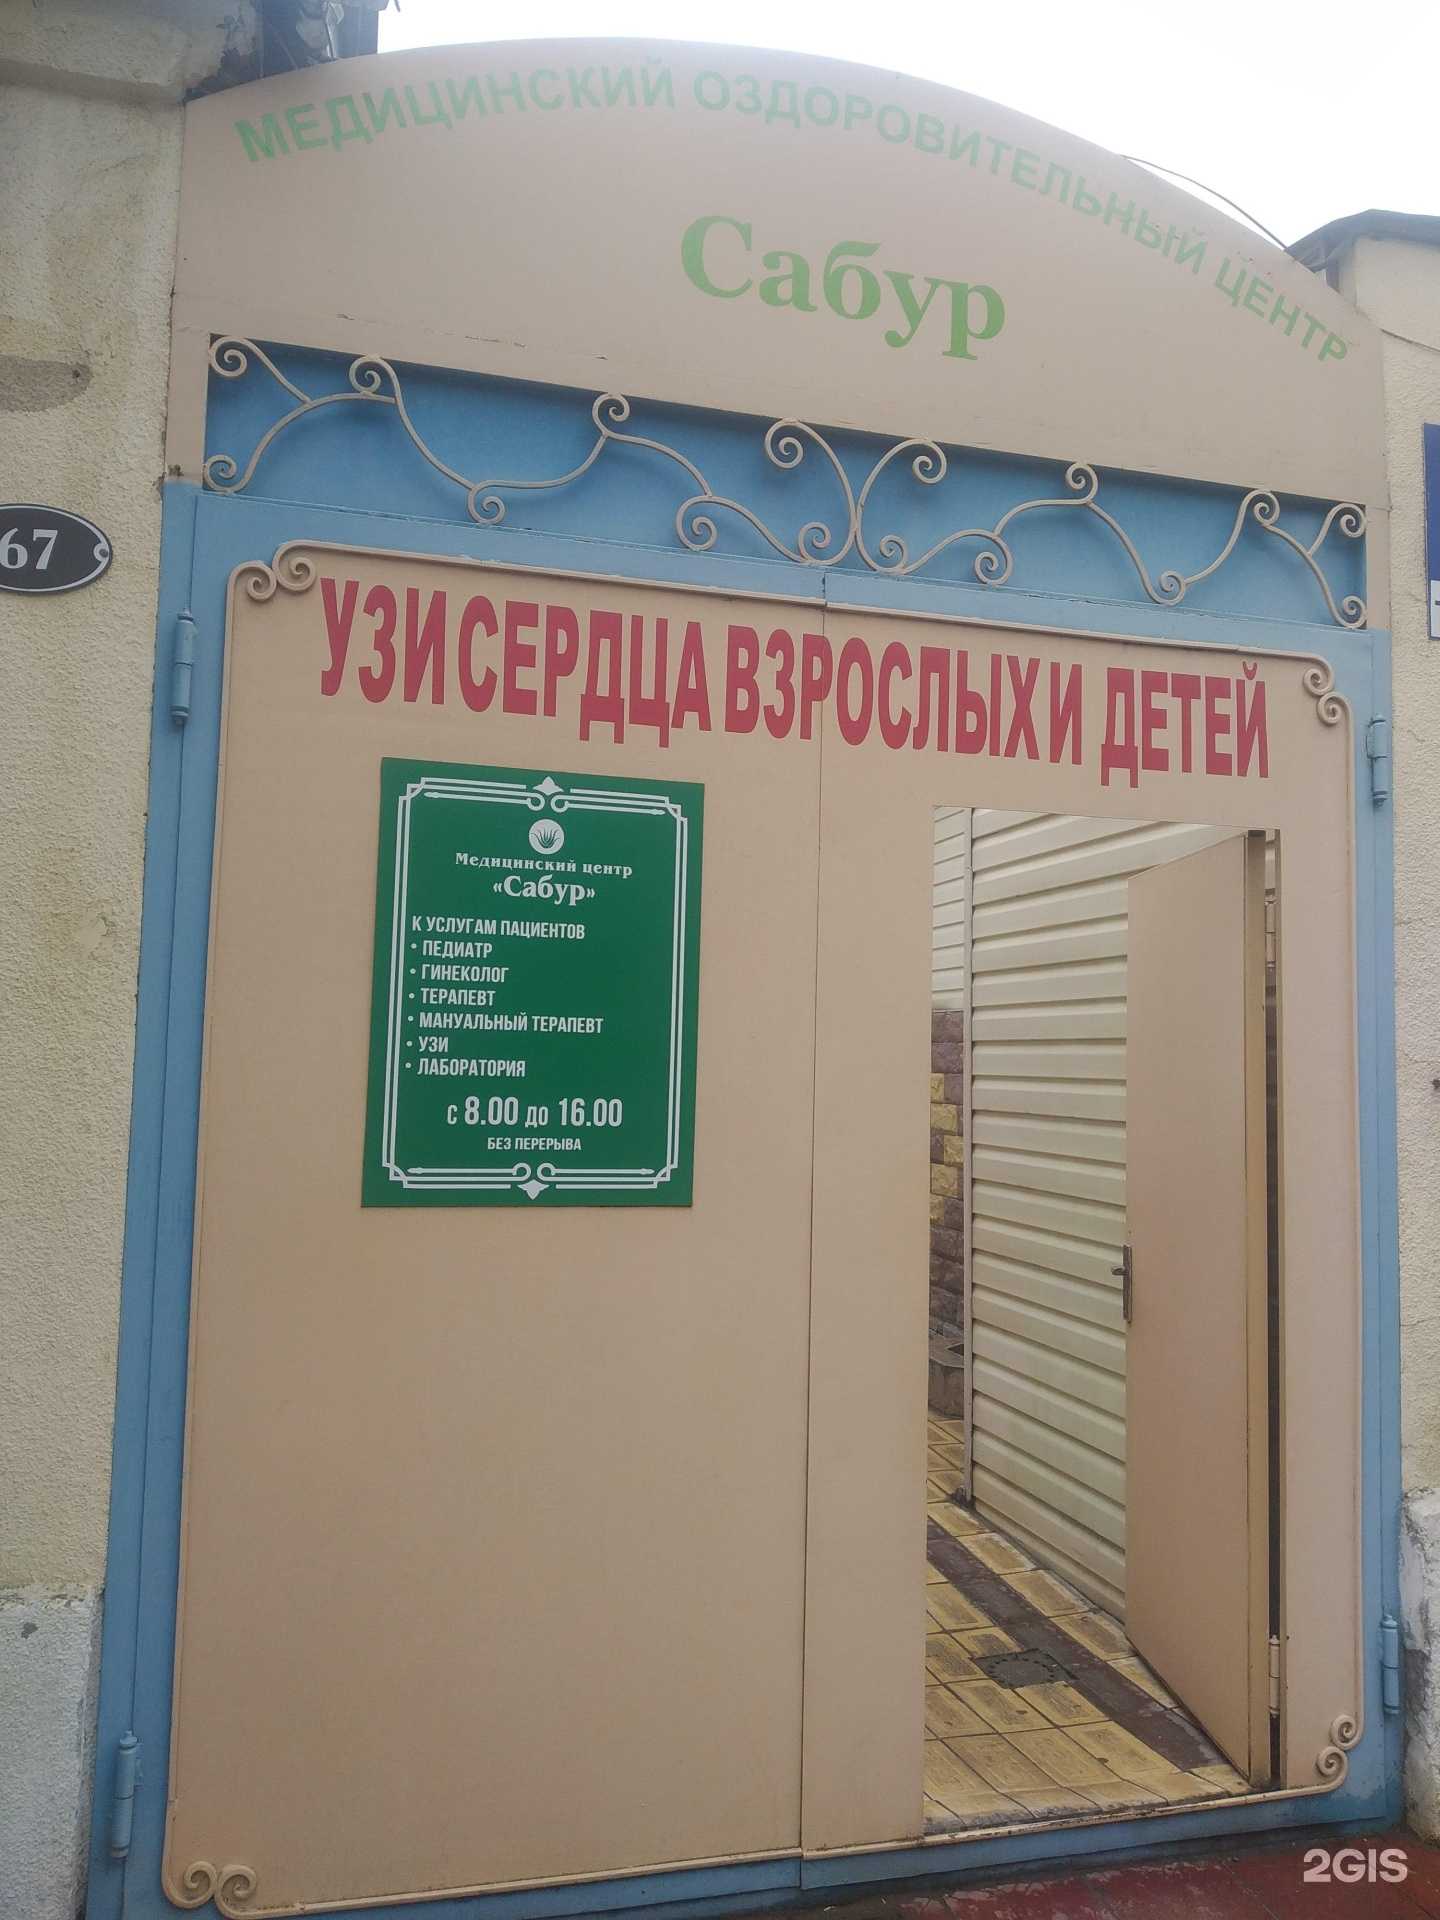 МЕДИЦИНСКИЙ ОЗДОРОВИТЕЛЬНЫЙ ЦЕНТР
Сабур
67
УЗИ СЕРДЦА ВЗРОСЛЫХ И ДЕТЕЙ
Медицинский центр
«Сабур»
К УСЛУГАМ ПАЦИЕНТОВ
• ПЕДИАТР
• ГИНЕКОЛОГ
• ТЕРАПЕВТ
• МАНУАЛЬНЫЙ ТЕРАПЕВТ
• УЗИ
• ЛАБОРАТОРИЯ
с 8.00 до 16.00
БЕЗ ПЕРЕРЫВА
2GIS